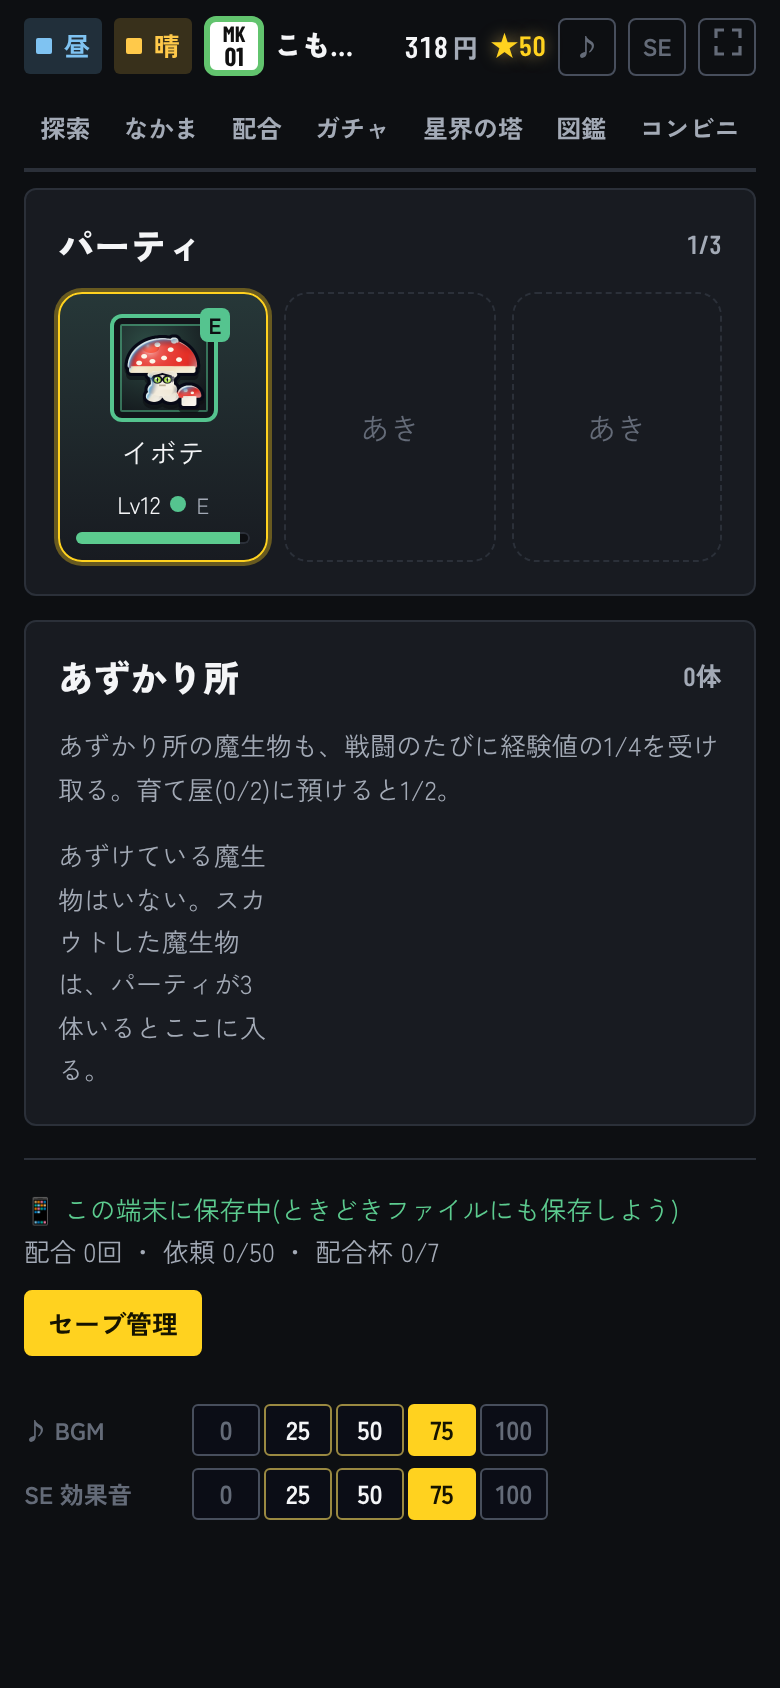 昼 晴 MK 01 こも... 318円 ★50 ♪ SE
探索 なかま 配合 ガチャ 星界の塔 図鑑 コンビニ
パーティ 1/3
E
イボテ
Lv12 E
あき
あき
あずかり所 0体
あずかり所の魔生物も、戦闘のたびに経験値の1/4を受け
取る。育て屋(0/2)に預けると1/2。
あずけている魔生
物はいない。スカ
ウトした魔生物
は、パーティが3
体いるとここに入
る。
この端末に保存中(ときどきファイルにも保存しよう)
配合 0回 ・ 依頼 0/50 ・ 配合杯 0/7
セーブ管理
♪ BGM 0 25 50 75 100
SE 効果音 0 25 50 75 100